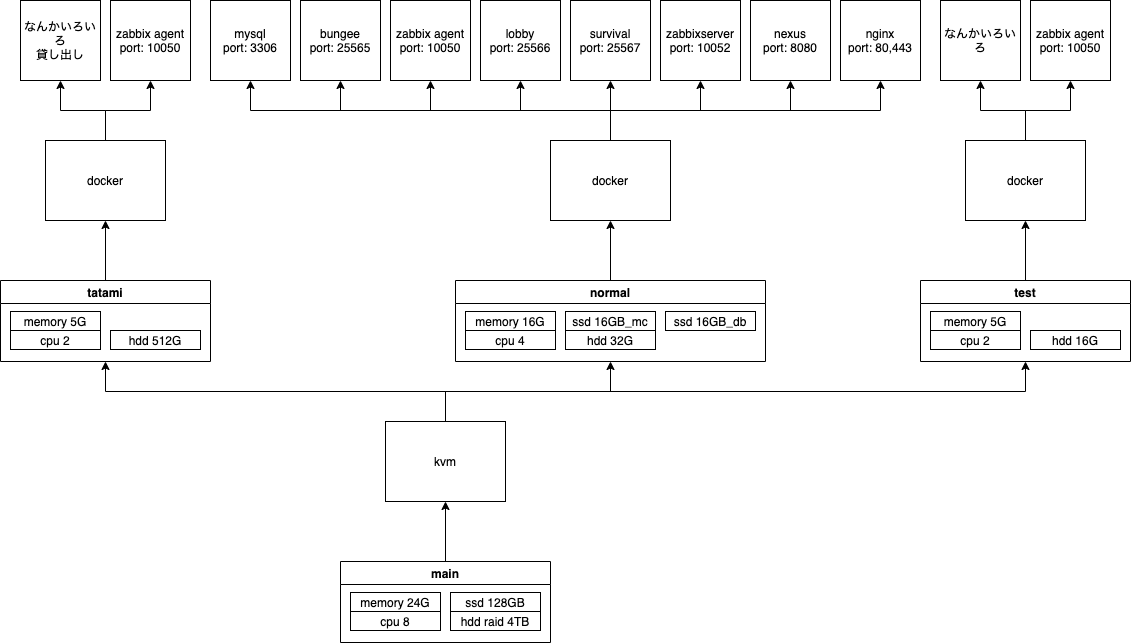 なんかいろい
ろ
貸し出し
zabbix agent
port: 10050
mysql
port: 3306
bungee
port: 25565
zabbix agent
port: 10050
lobby
port: 25566
survival
port: 25567
zabbixserver
port: 10052
nexus
port: 8080
nginx
port: 80,443
なんかいろい
ろ
zabbix agent
port: 10050
docker
docker
docker
tatami
memory 5G
cpu 2
hdd 512G
normal
memory 16G
cpu 4
ssd 16GB_mc
hdd 32G
ssd 16GB_db
test
memory 5G
cpu 2
hdd 16G
kvm
main
memory 24G
cpu 8
ssd 128GB
hdd raid 4TB